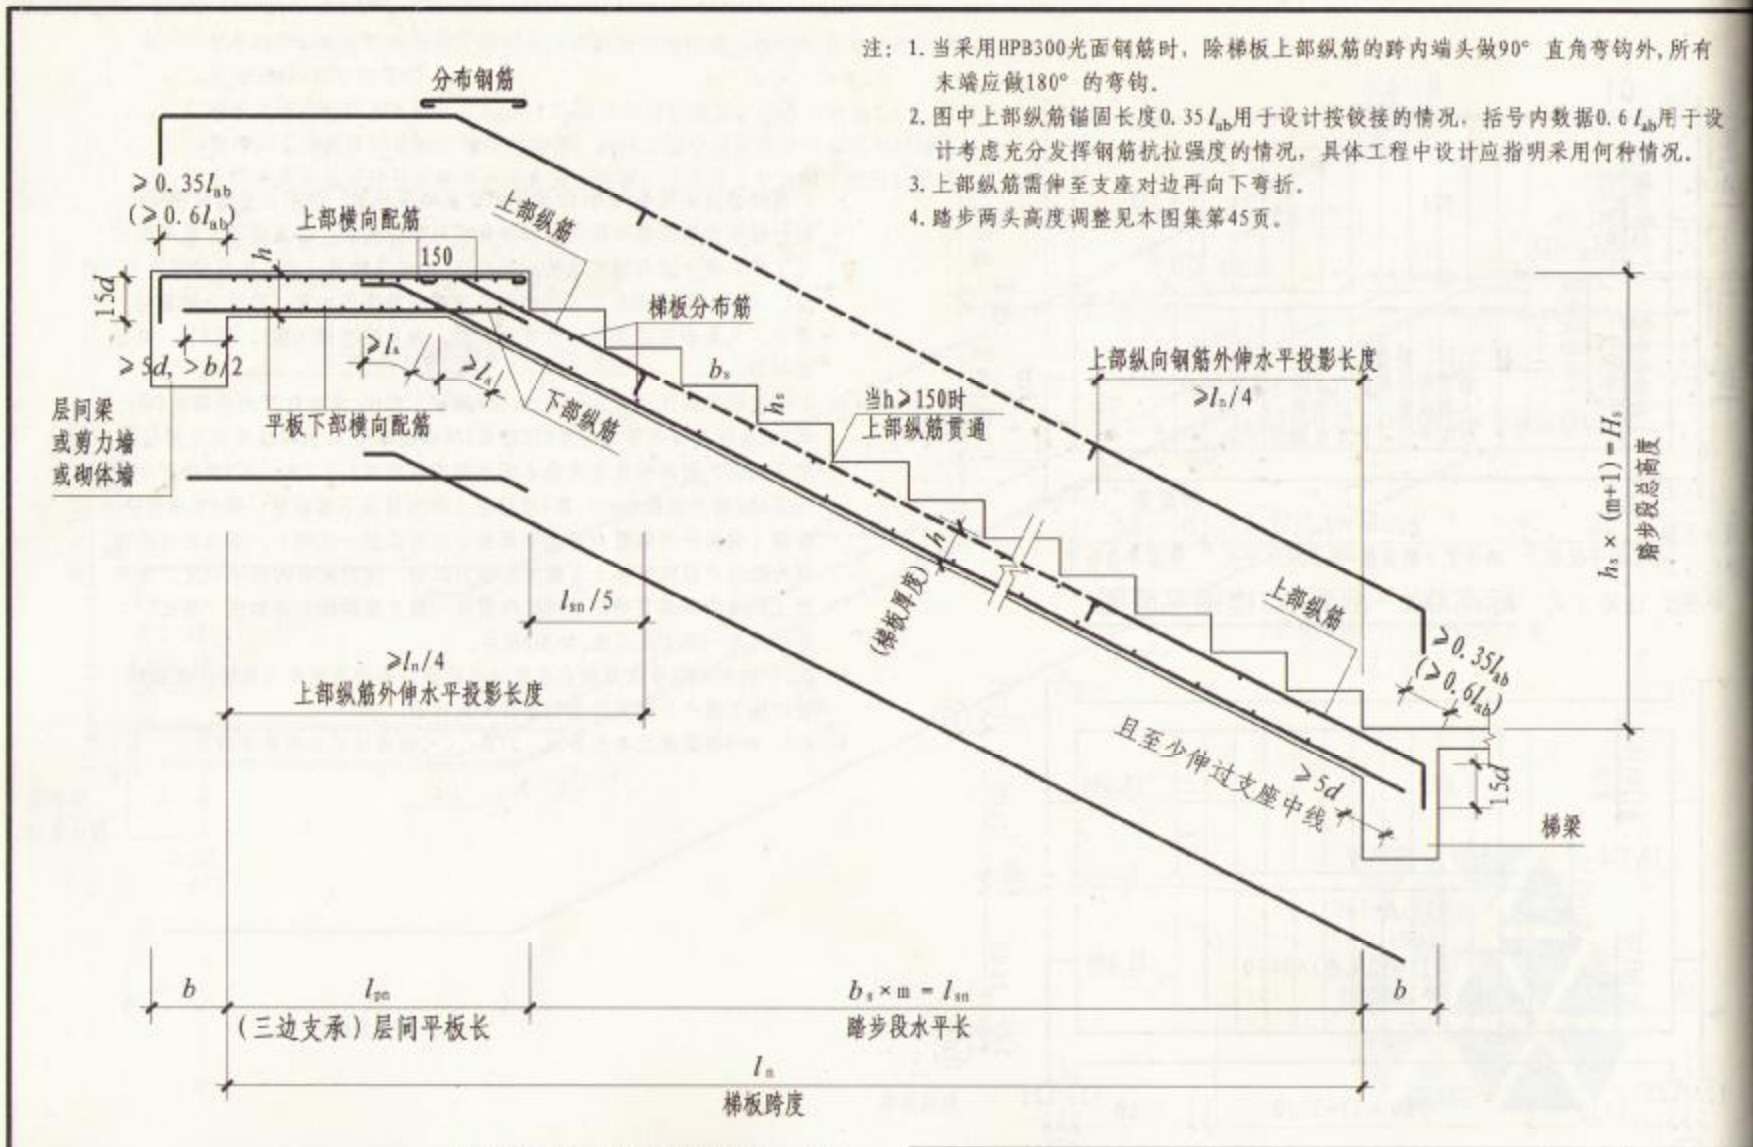 注：1.当采用HPB300光面钢筋时，除梯板上部纵筋的跨内端头做90°直角弯钩外,所有
末端应做180°的弯钩。
2.图中上部纵筋锚固长度0.35lab用于设计按铰接的情况，括号内数据0.6lab用于设
计考虑充分发挥钢筋抗拉强度的情况，具体工程中设计应指明采用何种情况。
3.上部纵筋需伸至支座对边再向下弯折。
4.踏步两头高度调整见本图集第45页。
分布钢筋
≥0.35lab
(≥0.6lab)
上部横向配筋
上部纵筋
150
h
15d
梯板分布筋
≥5d, >b/2
≥la
≥la
bs
hs
上部纵向钢筋外伸水平投影长度
≥ln/4
当h≥150时
上部纵筋贯通
层间梁
或剪力墙
或砌体墙
平板下部横向配筋
下部纵筋
hs×(m+1)=Hs
踏步段总高度
h
(梯板厚度)
lsn/5
上部纵筋
≥0.35lab
(≥0.6lab)
≥ln/4
上部纵筋外伸水平投影长度
≥5d
且至少伸过支座中线
15d
梯梁
b
lpn
bs×m=lsn
b
(三边支承)层间平板长
踏步段水平长
ln
梯板跨度